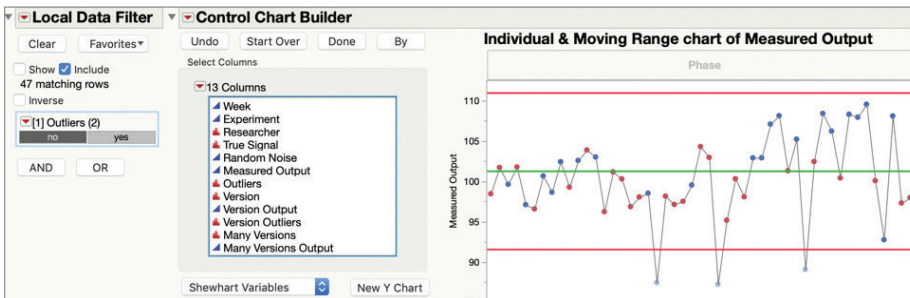 Local Data Filter
Clear
Favorites
Show
Include
47 matching rows
Inverse
[1] Outliers (2)
no
yes
AND
OR
Control Chart Builder
Undo
Start Over
Done
By
Select Columns
13 Columns
Week
Experiment
Researcher
True Signal
Random Noise
Measured Output
Outliers
Version
Version Output
Version Outliers
Many Versions
Many Versions Output
Shewhart Variables
New Y Chart
Individual & Moving Range chart of Measured Output
Phase
Measured Output
110
105
100
95
90